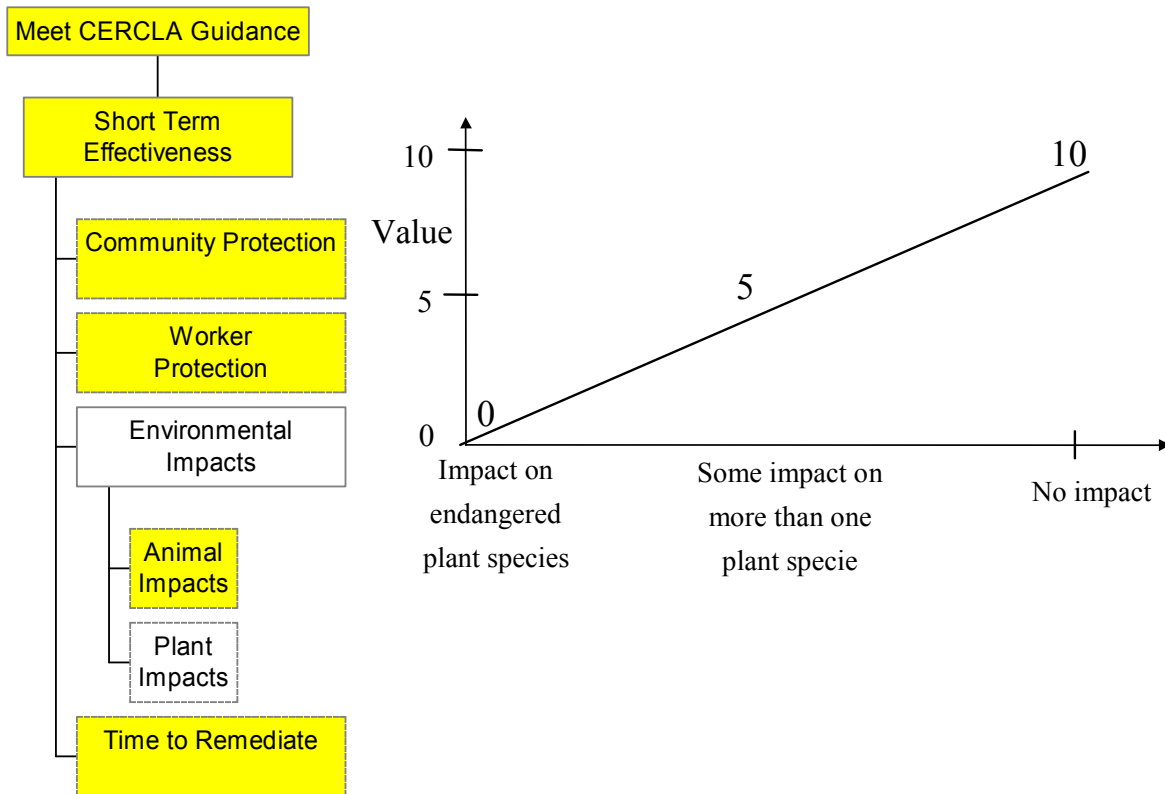 Meet CERCLA Guidance
Short Term
Effectiveness
Community Protection
Worker
Protection
Environmental
Impacts
Animal
Impacts
Plant
Impacts
Time to Remediate
10
Value
5
0
0
5
10
Impact on
endangered
plant species
Some impact on
more than one
plant specie
No impact